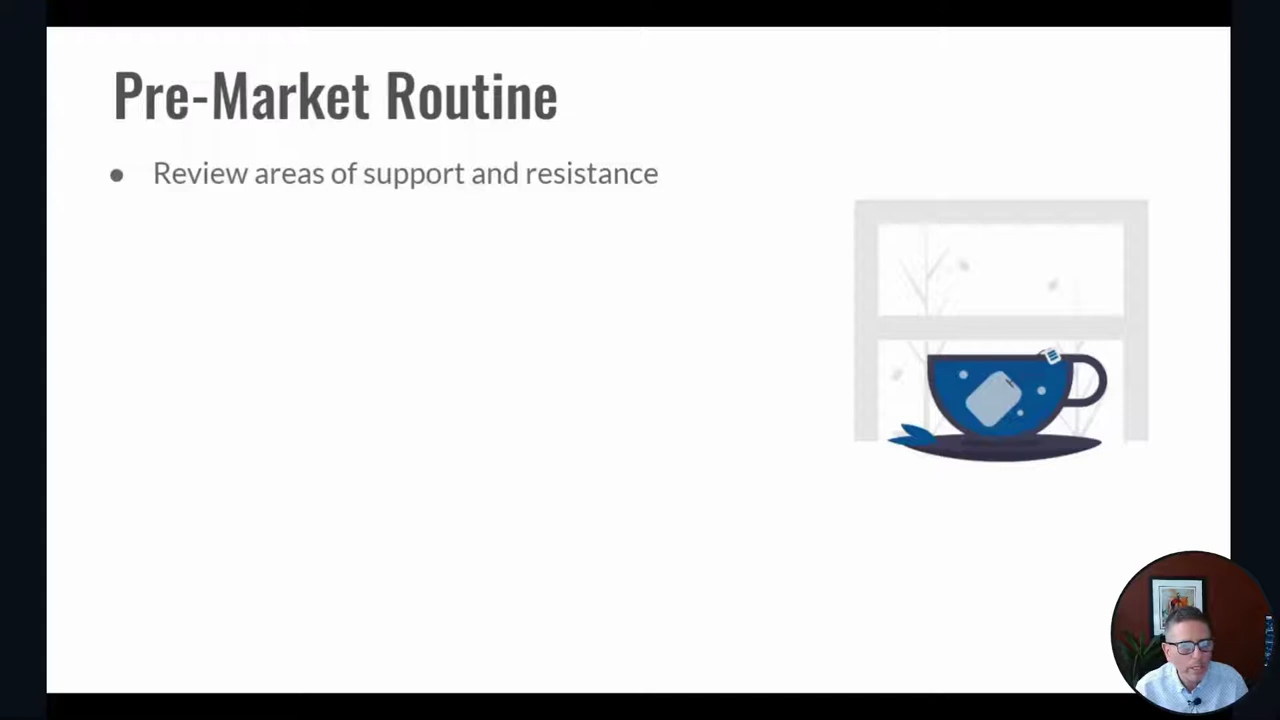 Pre-Market Routine
● Review areas of support and resistance